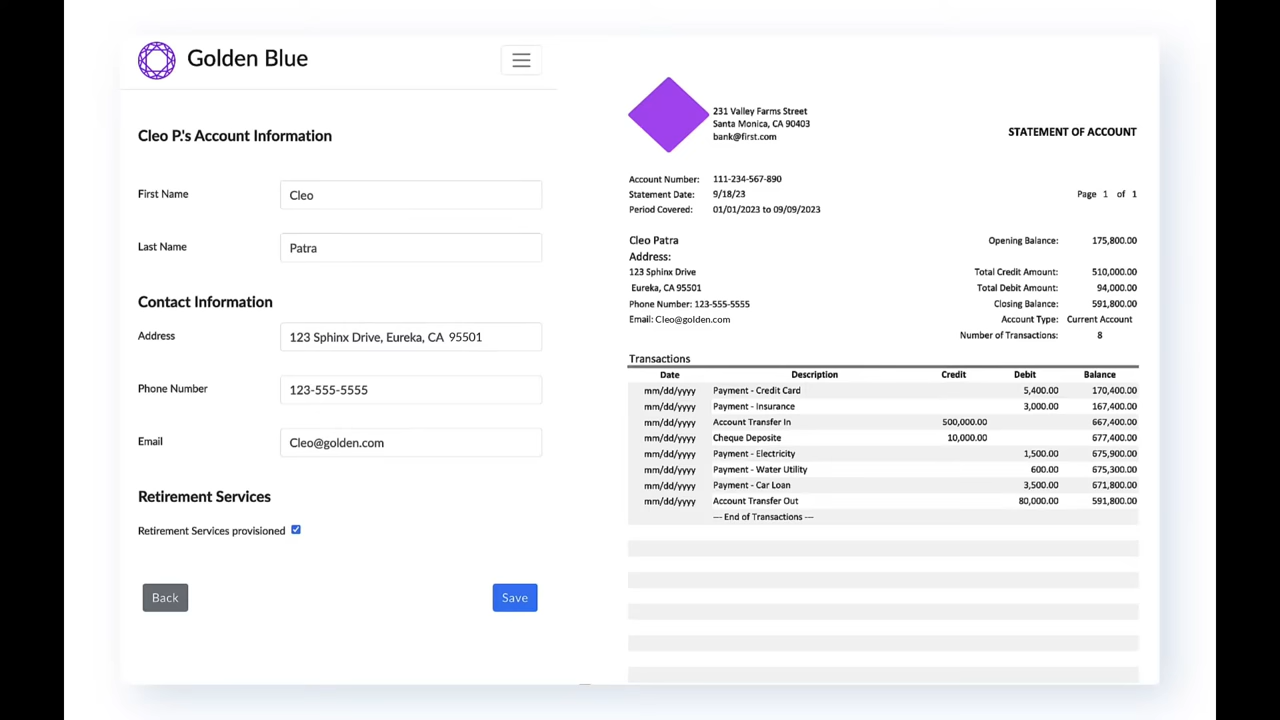 Golden Blue
Cleo P.'s Account Information
First Name Cleo
Last Name Patra
Contact Information
Address 123 Sphinx Drive, Eureka, CA 95501
Phone Number 123-555-5555
Email Cleo@golden.com
Retirement Services
Retirement Services provisioned
Back Save
231 Valley Farms Street
Santa Monica, CA 90403
bank@first.com
STATEMENT OF ACCOUNT
Account Number: 111-234-567-890
Statement Date: 9/18/23 Page 1 of 1
Period Covered: 01/01/2023 to 09/09/2023
Cleo Patra Opening Balance: 175,800.00
Address:
123 Sphinx Drive Total Credit Amount: 510,000.00
Eureka, CA 95501 Total Debit Amount: 94,000.00
Phone Number: 123-555-5555 Closing Balance: 591,800.00
Email: Cleo@golden.com Account Type: Current Account
Number of Transactions: 8
Transactions
Date Description Credit Debit Balance
mm/dd/yyyy Payment - Credit Card 5,400.00 170,400.00
mm/dd/yyyy Payment - Insurance 3,000.00 167,400.00
mm/dd/yyyy Account Transfer In 500,000.00 667,400.00
mm/dd/yyyy Cheque Deposite 10,000.00 677,400.00
mm/dd/yyyy Payment - Electricity 1,500.00 675,900.00
mm/dd/yyyy Payment - Water Utility 600.00 675,300.00
mm/dd/yyyy Payment - Car Loan 3,500.00 671,800.00
mm/dd/yyyy Account Transfer Out 80,000.00 591,800.00
--- End of Transactions ---